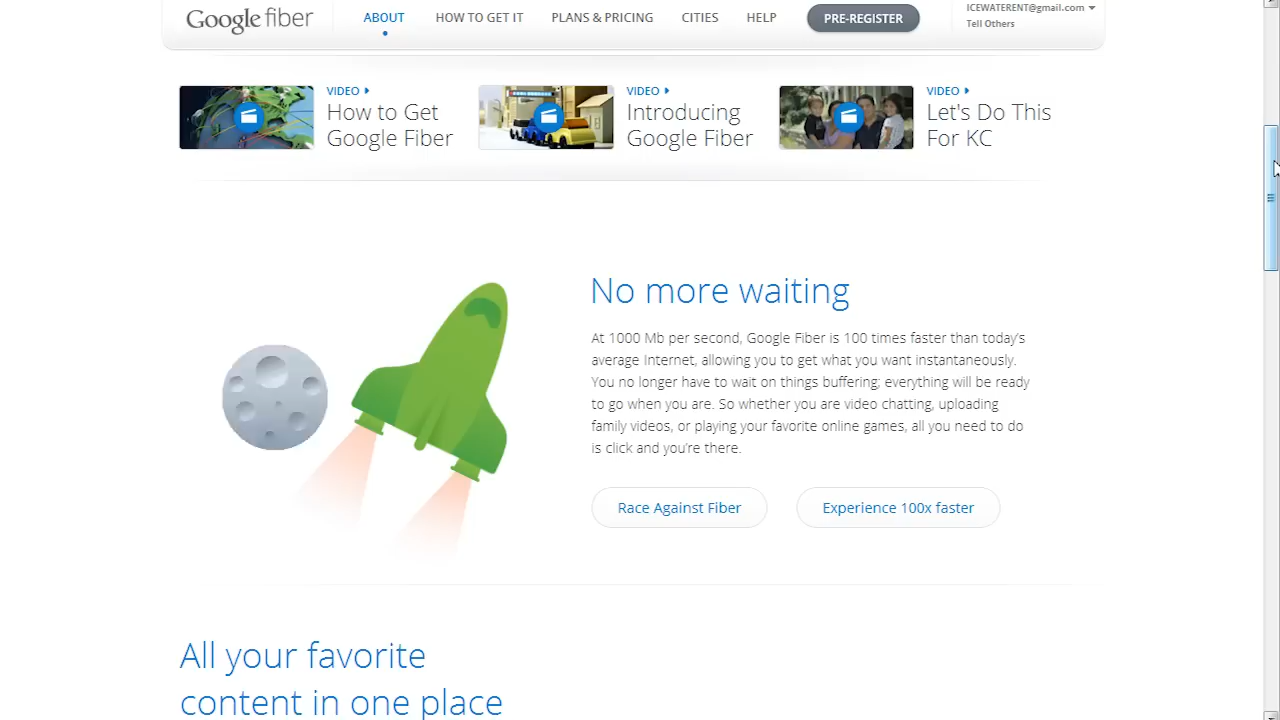 Google fiber
ABOUT
HOW TO GET IT
PLANS & PRICING
CITIES
HELP
PRE-REGISTER
ICEWATERENT@gmail.com
Tell Others
VIDEO
How to Get
Google Fiber
VIDEO
Introducing
Google Fiber
VIDEO
Let's Do This
For KC
No more waiting
At 1000 Mb per second, Google Fiber is 100 times faster than today's
average Internet, allowing you to get what you want instantaneously.
You no longer have to wait on things buffering; everything will be ready
to go when you are. So whether you are video chatting, uploading
family videos, or playing your favorite online games, all you need to do
is click and you're there.
Race Against Fiber
Experience 100x faster
All your favorite
content in one place